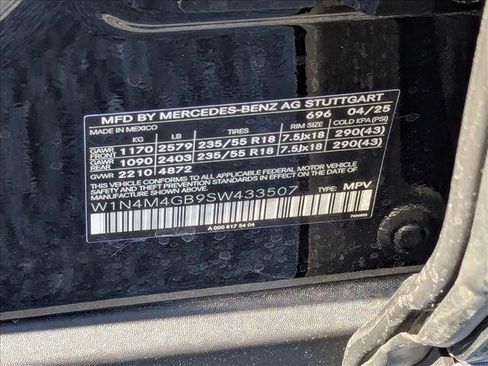 MFD BY MERCEDES-BENZ AG STUTTGART
MADE IN MEXICO 696 04/25
KG LB TIRES RIM SIZE COLD KPA(PSI)
GAWR FRONT 1170 2579 235/55 R18 7.5Jx18 290(43)
GAWR REAR 1090 2403 235/55 R18 7.5Jx18 290(43)
GVWR 2210 4872
THIS VEHICLE CONFORMS TO ALL APPLICABLE FEDERAL MOTOR VEHICLE
SAFETY AND THEFT PREVENTION STANDARDS IN EFFECT ON THE DATE
OF MANUFACTURE SHOWN ABOVE.
W1N4M4GB9SW433507 TYPE: MPV
A 000 817 54 04